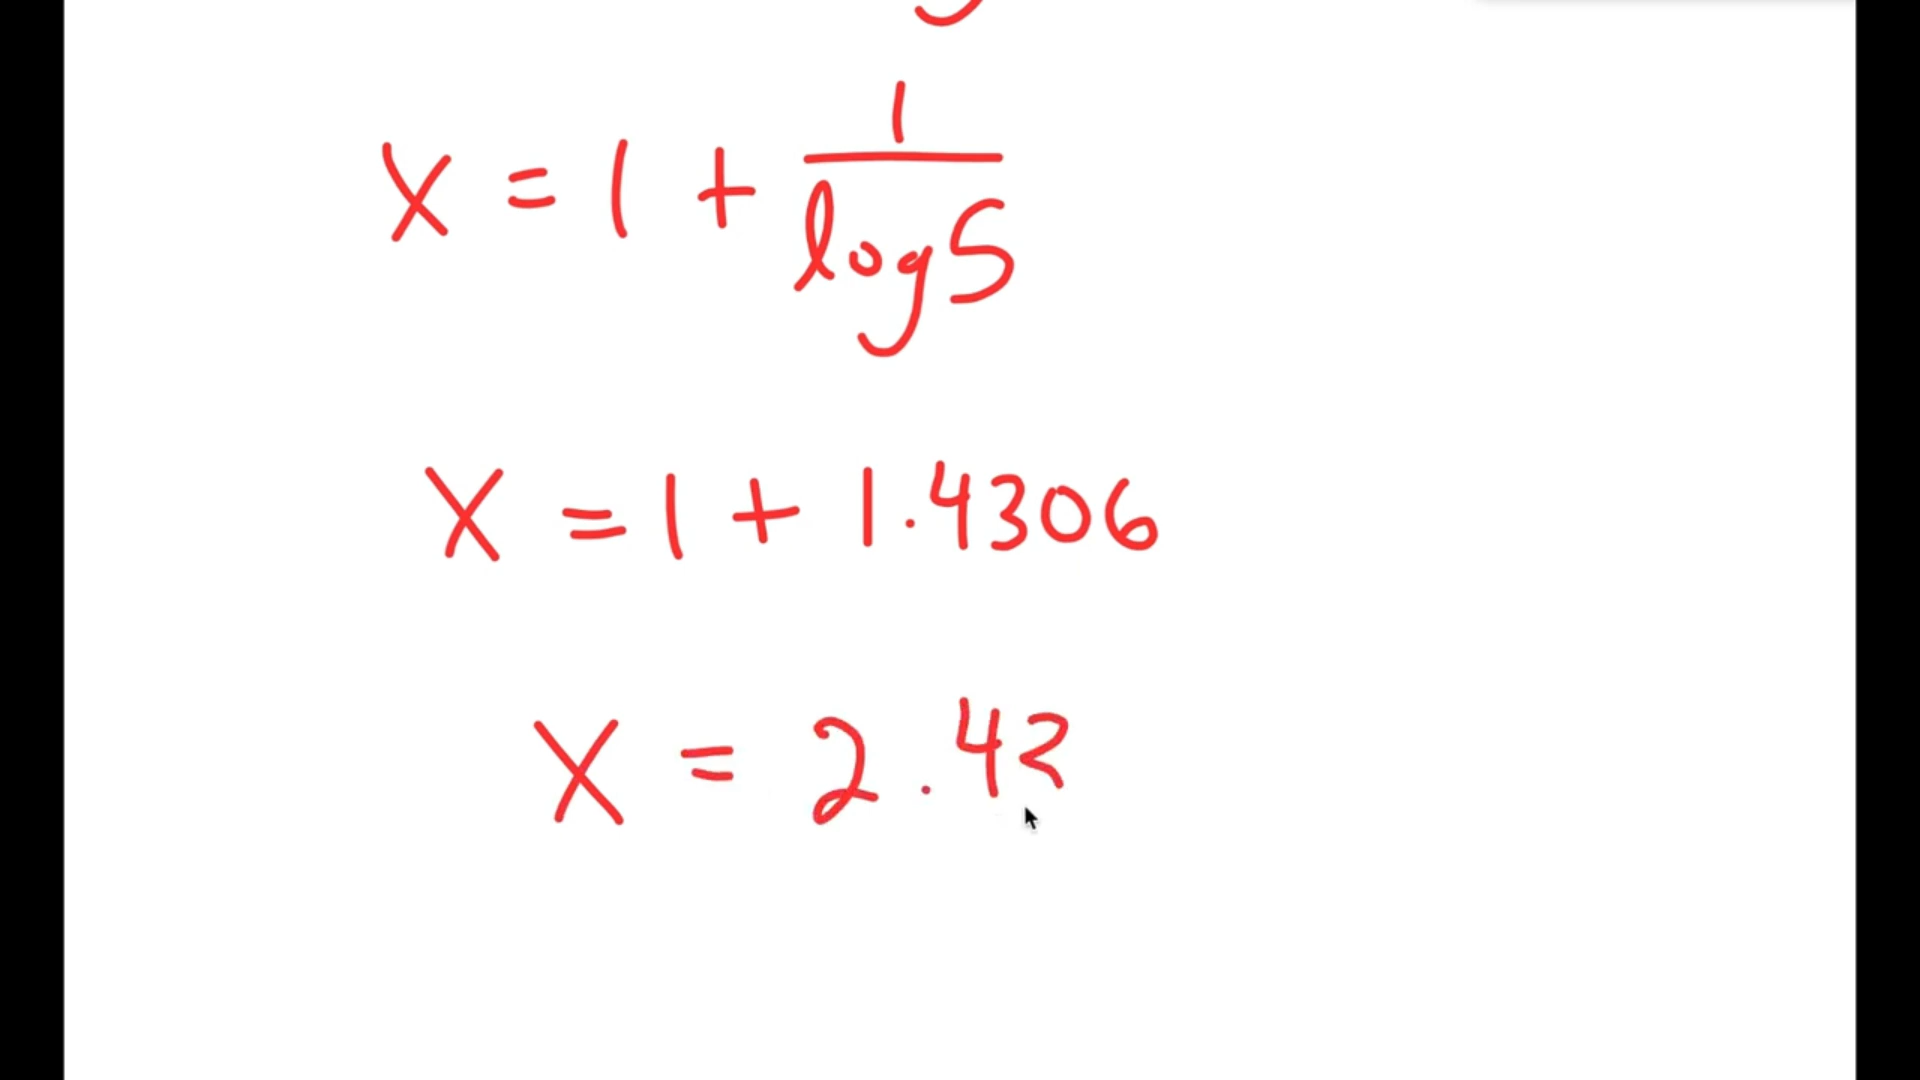 x = 1 + 1/log5
x = 1 + 1.4306
x = 2.43